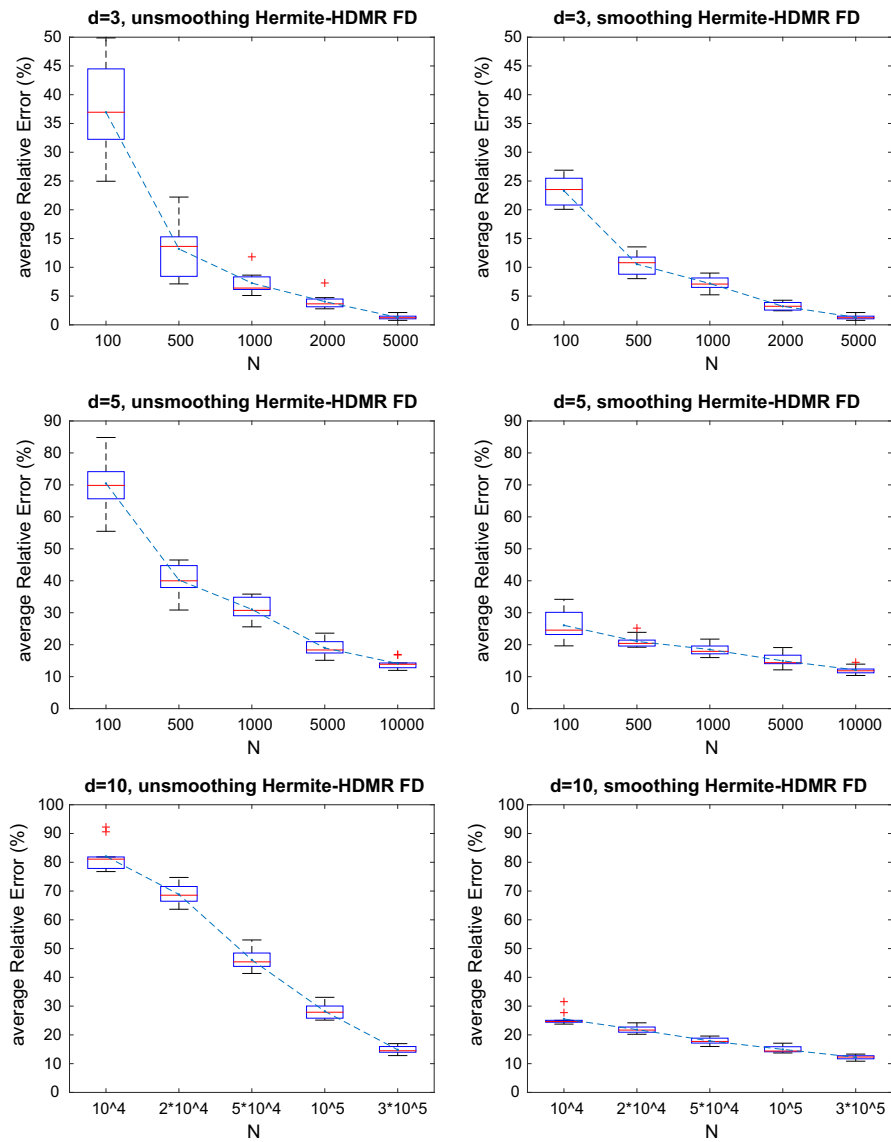 d=3, unsmoothing Hermite-HDMR FD
average Relative Error (%)
50
45
40
35
30
25
20
15
10
5
0
100 500 1000 2000 5000
N
d=3, smoothing Hermite-HDMR FD
average Relative Error (%)
50
45
40
35
30
25
20
15
10
5
0
100 500 1000 2000 5000
N
d=5, unsmoothing Hermite-HDMR FD
average Relative Error (%)
90
80
70
60
50
40
30
20
10
0
100 500 1000 5000 10000
N
d=5, smoothing Hermite-HDMR FD
average Relative Error (%)
90
80
70
60
50
40
30
20
10
0
100 500 1000 5000 10000
N
d=10, unsmoothing Hermite-HDMR FD
average Relative Error (%)
100
90
80
70
60
50
40
30
20
10
0
10^4 2*10^4 5*10^4 10^5 3*10^5
N
d=10, smoothing Hermite-HDMR FD
average Relative Error (%)
100
90
80
70
60
50
40
30
20
10
0
10^4 2*10^4 5*10^4 10^5 3*10^5
N